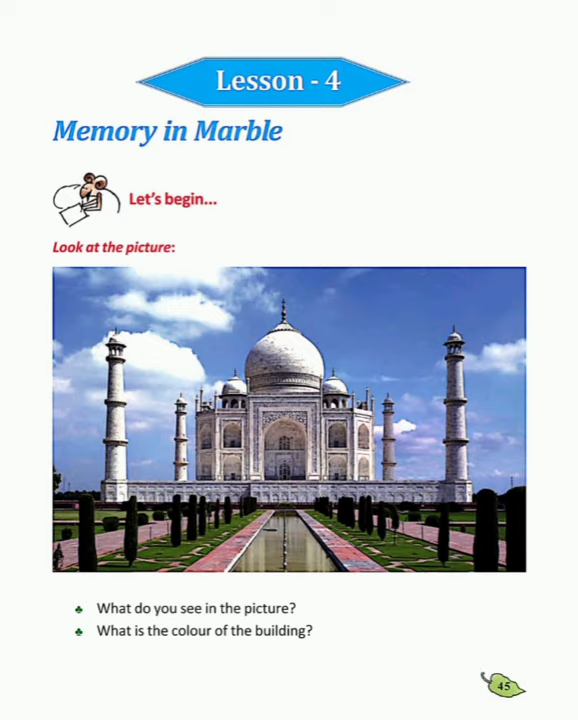 Lesson - 4
Memory in Marble
Let's begin...
Look at the picture:
What do you see in the picture?
What is the colour of the building?
45